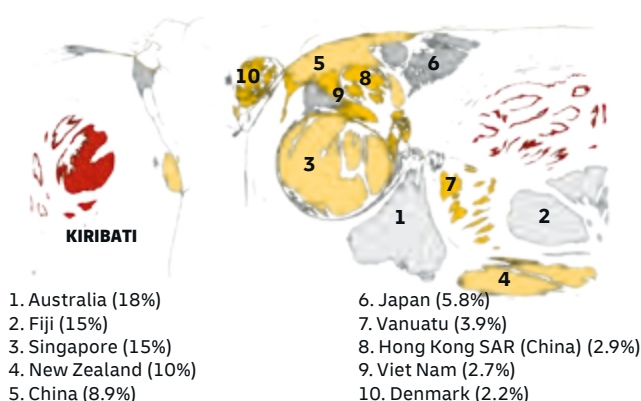 10
5
6
8
9
3
7
1
2
KIRIBATI
4
1. Australia (18%)
2. Fiji (15%)
3. Singapore (15%)
4. New Zealand (10%)
5. China (8.9%)
6. Japan (5.8%)
7. Vanuatu (3.9%)
8. Hong Kong SAR (China) (2.9%)
9. Viet Nam (2.7%)
10. Denmark (2.2%)